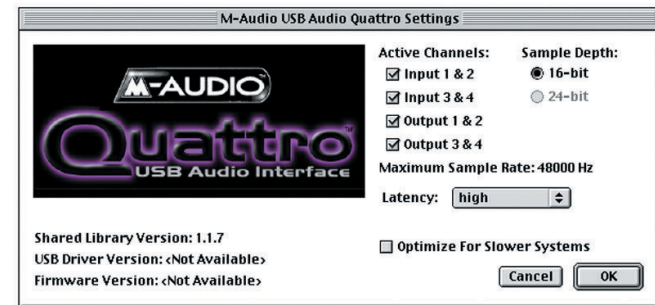 M-Audio USB Audio Quattro Settings
M-AUDIO
Quattro™
USB Audio Interface
Active Channels:
Input 1 & 2
Input 3 & 4
Output 1 & 2
Output 3 & 4
Sample Depth:
16-bit
24-bit
Maximum Sample Rate: 48000 Hz
Latency: high
Shared Library Version: 1.1.7
USB Driver Version: <Not Available>
Firmware Version: <Not Available>
Optimize For Slower Systems
Cancel
OK